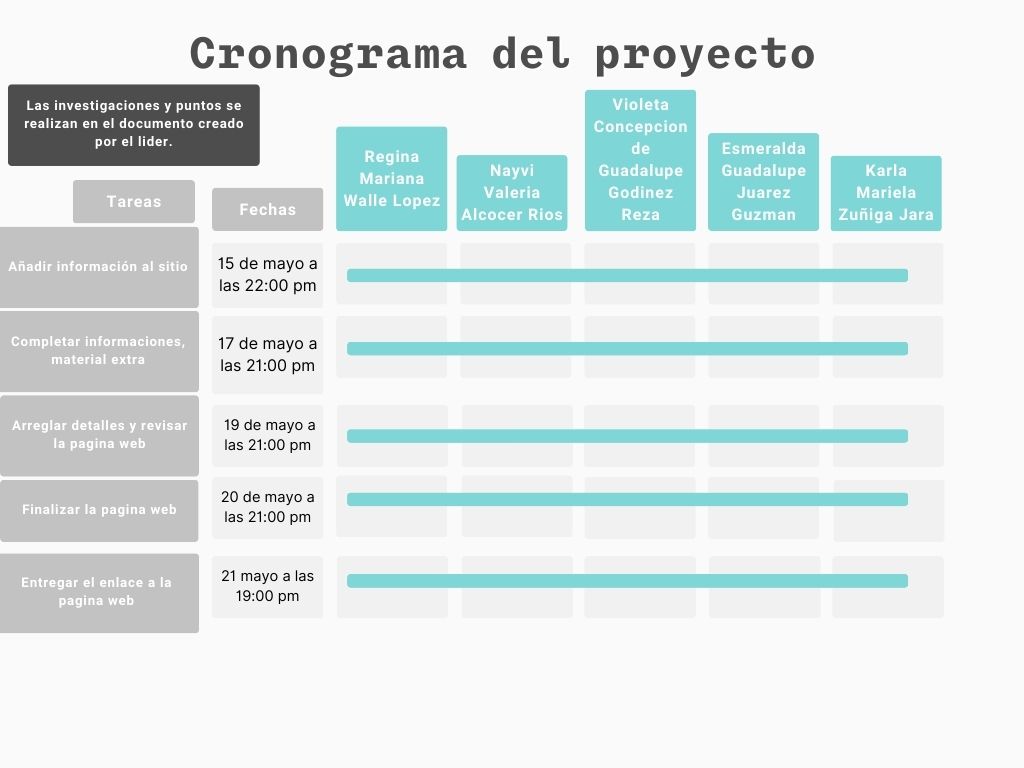 Cronograma del proyecto
Las investigaciones y puntos se
realizan en el documento creado
por el lider.
Tareas
Fechas
Regina
Mariana
Walle Lopez
Nayvi
Valeria
Alcocer Rios
Violeta
Concepcion
de
Guadalupe
Godinez
Reza
Esmeralda
Guadalupe
Juarez
Guzman
Karla
Mariela
Zuñiga Jara
Añadir información al sitio
15 de mayo a
las 22:00 pm
Completar informaciones,
material extra
17 de mayo a
las 21:00 pm
Arreglar detalles y revisar
la pagina web
19 de mayo a
las 21:00 pm
Finalizar la pagina web
20 de mayo a
las 21:00 pm
Entregar el enlace a la
pagina web
21 mayo a las
19:00 pm